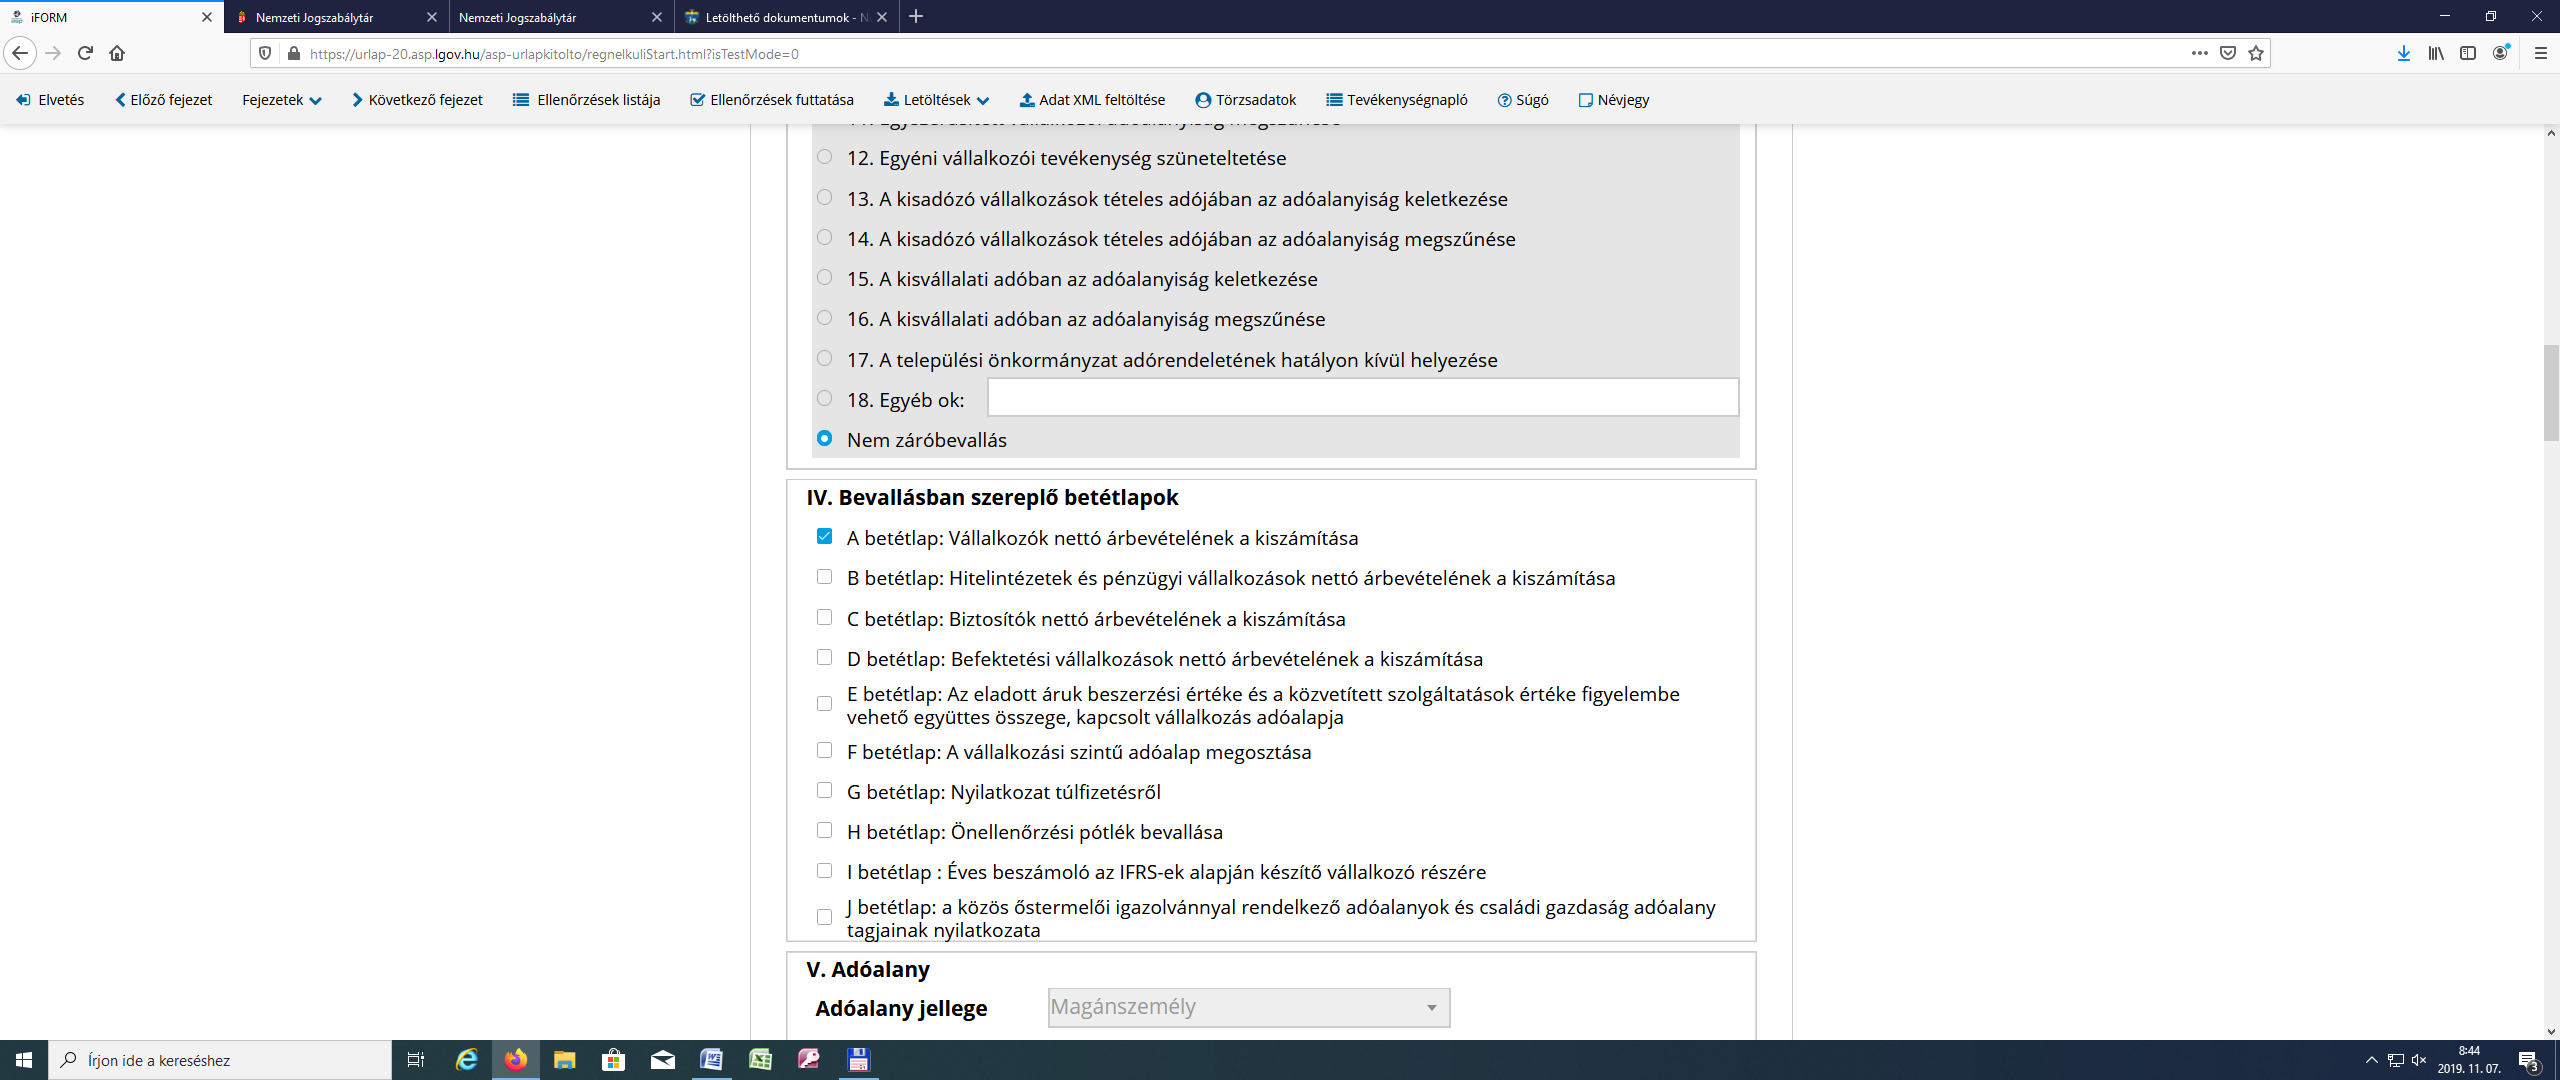 iFORM
Nemzeti Jogszabálytár
Nemzeti Jogszabálytár
Letölthető dokumentumok - N
https://urlap-20.asp.lgov.hu/asp-urlapkitolto/regnelkuliStart.html?isTestMode=0
Elvetés
Előző fejezet
Fejezetek
Következő fejezet
Ellenőrzések listája
Ellenőrzések futtatása
Letöltések
Adat XML feltöltése
Törzsadatok
Tevékenységnapló
Súgó
Névjegy
12. Egyéni vállalkozói tevékenység szüneteltetése
13. A kisadózó vállalkozások tételes adójában az adóalanyiság keletkezése
14. A kisadózó vállalkozások tételes adójában az adóalanyiság megszűnése
15. A kisvállalati adóban az adóalanyiság keletkezése
16. A kisvállalati adóban az adóalanyiság megszűnése
17. A települési önkormányzat adórendeletének hatályon kívül helyezése
18. Egyéb ok:
Nem záróbevallás
IV. Bevallásban szereplő betétlapok
A betétlap: Vállalkozók nettó árbevételének a kiszámítása
B betétlap: Hitelintézetek és pénzügyi vállalkozások nettó árbevételének a kiszámítása
C betétlap: Biztosítók nettó árbevételének a kiszámítása
D betétlap: Befektetési vállalkozások nettó árbevételének a kiszámítása
E betétlap: Az eladott áruk beszerzési értéke és a közvetített szolgáltatások értéke figyelembe
vehető együttes összege, kapcsolt vállalkozás adóalapja
F betétlap: A vállalkozási szintű adóalap megosztása
G betétlap: Nyilatkozat túlfizetésről
H betétlap: Önellenőrzési pótlék bevallása
I betétlap : Éves beszámoló az IFRS-ek alapján készítő vállalkozó részére
J betétlap: a közös őstermelői igazolvánnyal rendelkező adóalanyok és családi gazdaság adóalany
tagjainak nyilatkozata
V. Adóalany
Adóalany jellege
Magánszemély
Írjon ide a kereséshez
8:44
2019. 11. 07.
3